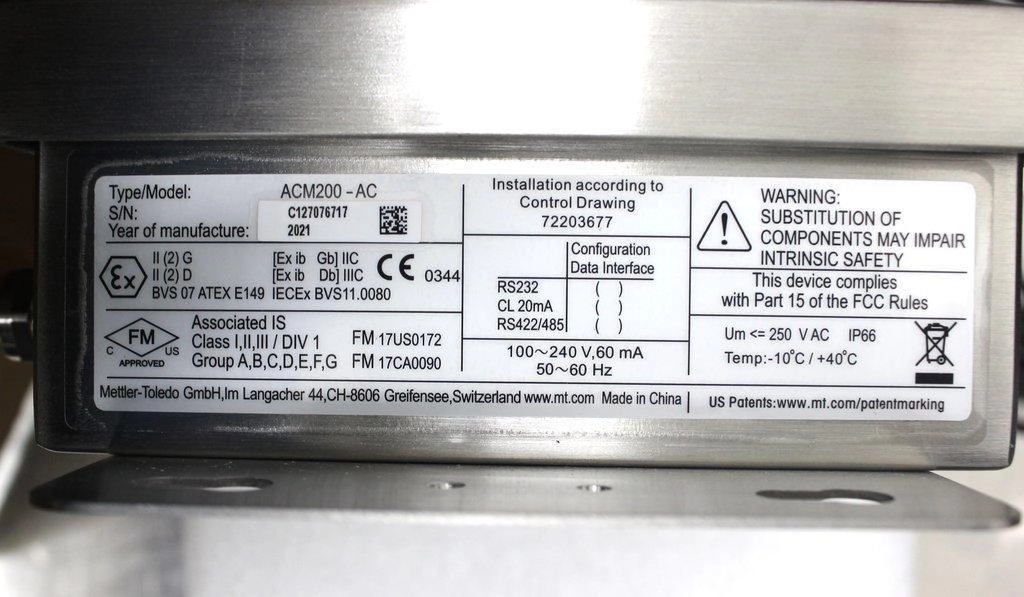 Type/Model: ACM200-AC
S/N: C127076717
Year of manufacture: 2021
Ex
II (2) G [Ex ib Gb] IIC
II (2) D [Ex ib Db] IIIC
CE 0344
BVS 07 ATEX E149 IECEx BVS11.0080
FM
C US
APPROVED
Associated IS
Class I,II,III / DIV 1 FM 17US0172
Group A,B,C,D,E,F,G FM 17CA0090
Installation according to
Control Drawing
72203677
Configuration
Data Interface
RS232 ( )
CL 20mA ( )
RS422/485 ( )
100~240 V,60 mA
50~60 Hz
WARNING:
SUBSTITUTION OF
COMPONENTS MAY IMPAIR
INTRINSIC SAFETY
This device complies
with Part 15 of the FCC Rules
Um <= 250 V AC IP66
Temp:-10°C / +40°C
Mettler-Toledo GmbH,Im Langacher 44,CH-8606 Greifensee,Switzerland www.mt.com Made in China
US Patents:www.mt.com/patentmarking